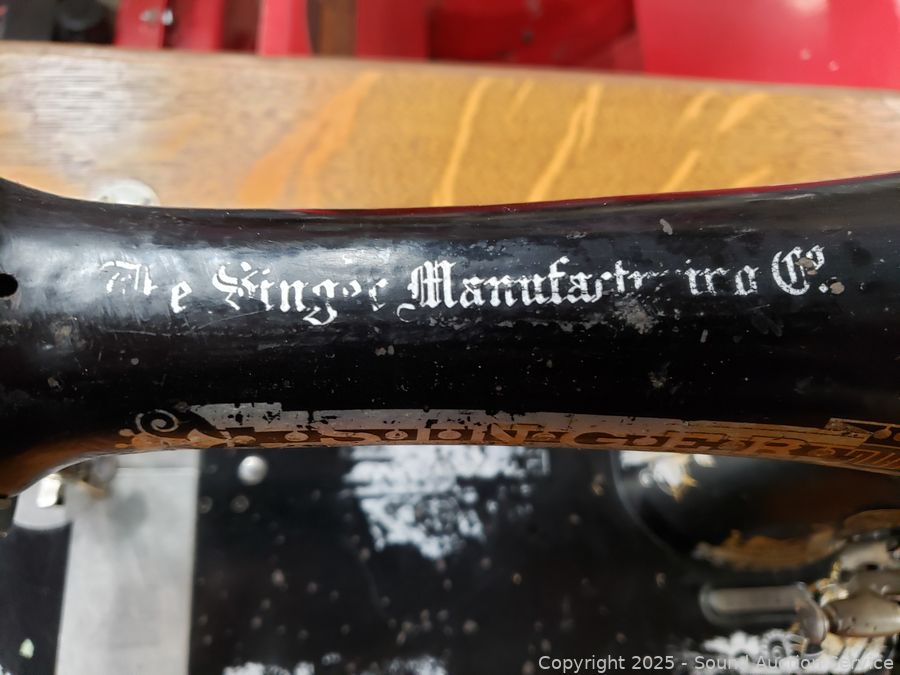 The Singer Manufacturing Co.
SINGER
Copyright 2025 - Sound Auction Service